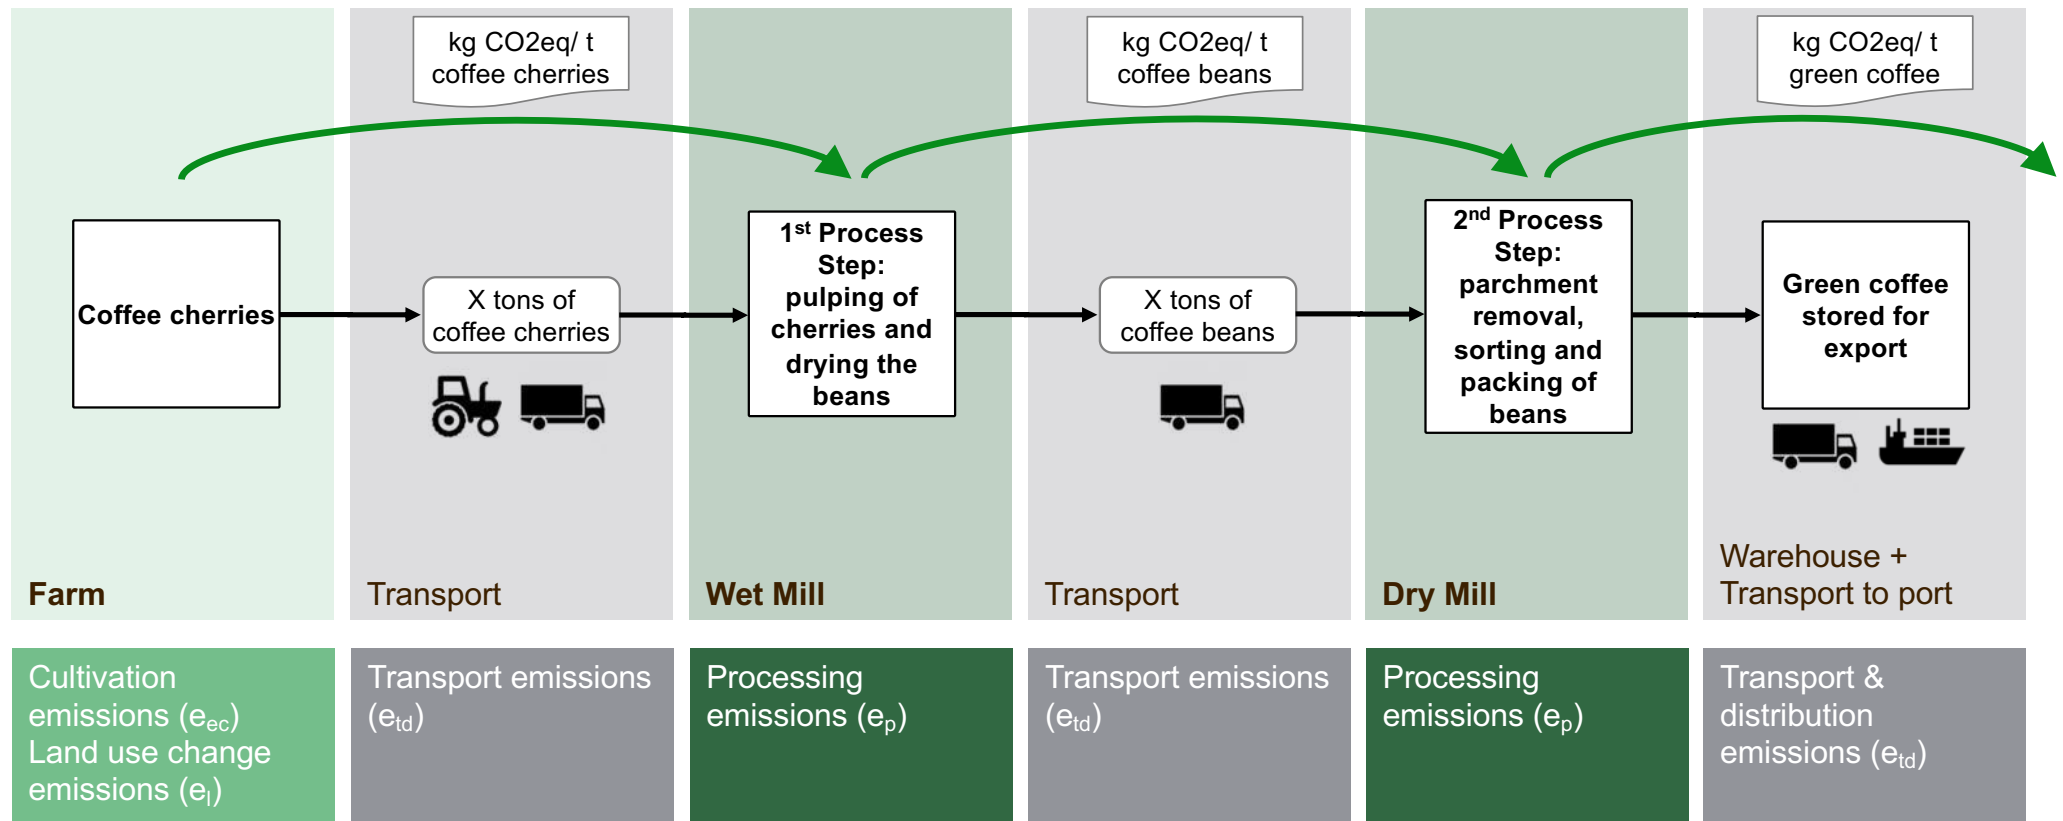 kg CO2eq/ t
coffee cherries
kg CO2eq/ t
coffee beans
kg CO2eq/ t
green coffee
Coffee cherries
X tons of
coffee cherries
1st Process
Step:
pulping of
cherries and
drying the
beans
X tons of
coffee beans
2nd Process
Step:
parchment
removal,
sorting and
packing of
beans
Green coffee
stored for
export
Farm
Transport
Wet Mill
Transport
Dry Mill
Warehouse +
Transport to port
Cultivation
emissions (eec)
Land use change
emissions (el)
Transport emissions
(etd)
Processing
emissions (ep)
Transport emissions
(etd)
Processing
emissions (ep)
Transport &
distribution
emissions (etd)